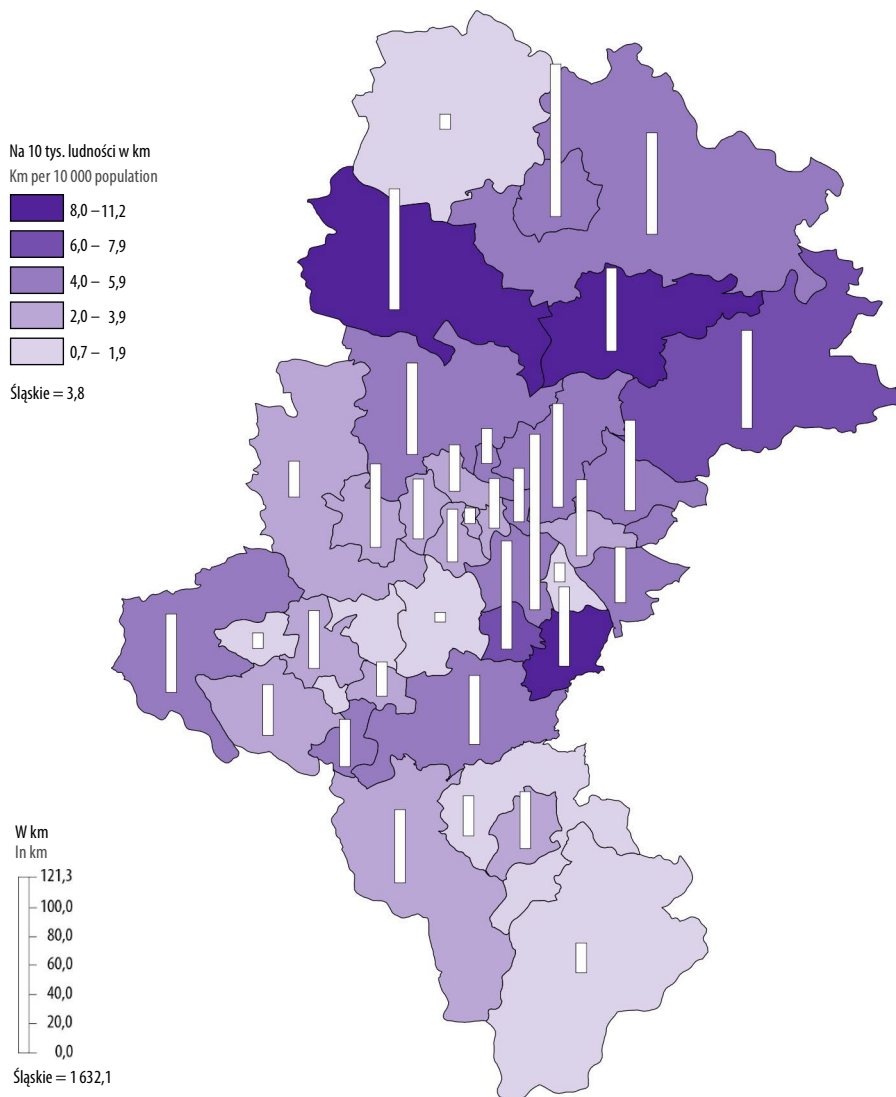 Na 10 tys. ludności w km
Km per 10 000 population
8,0 – 11,2
6,0 – 7,9
4,0 – 5,9
2,0 – 3,9
0,7 – 1,9
Śląskie = 3,8
W km
In km
121,3
100,0
80,0
60,0
40,0
20,0
0,0
Śląskie = 1 632,1